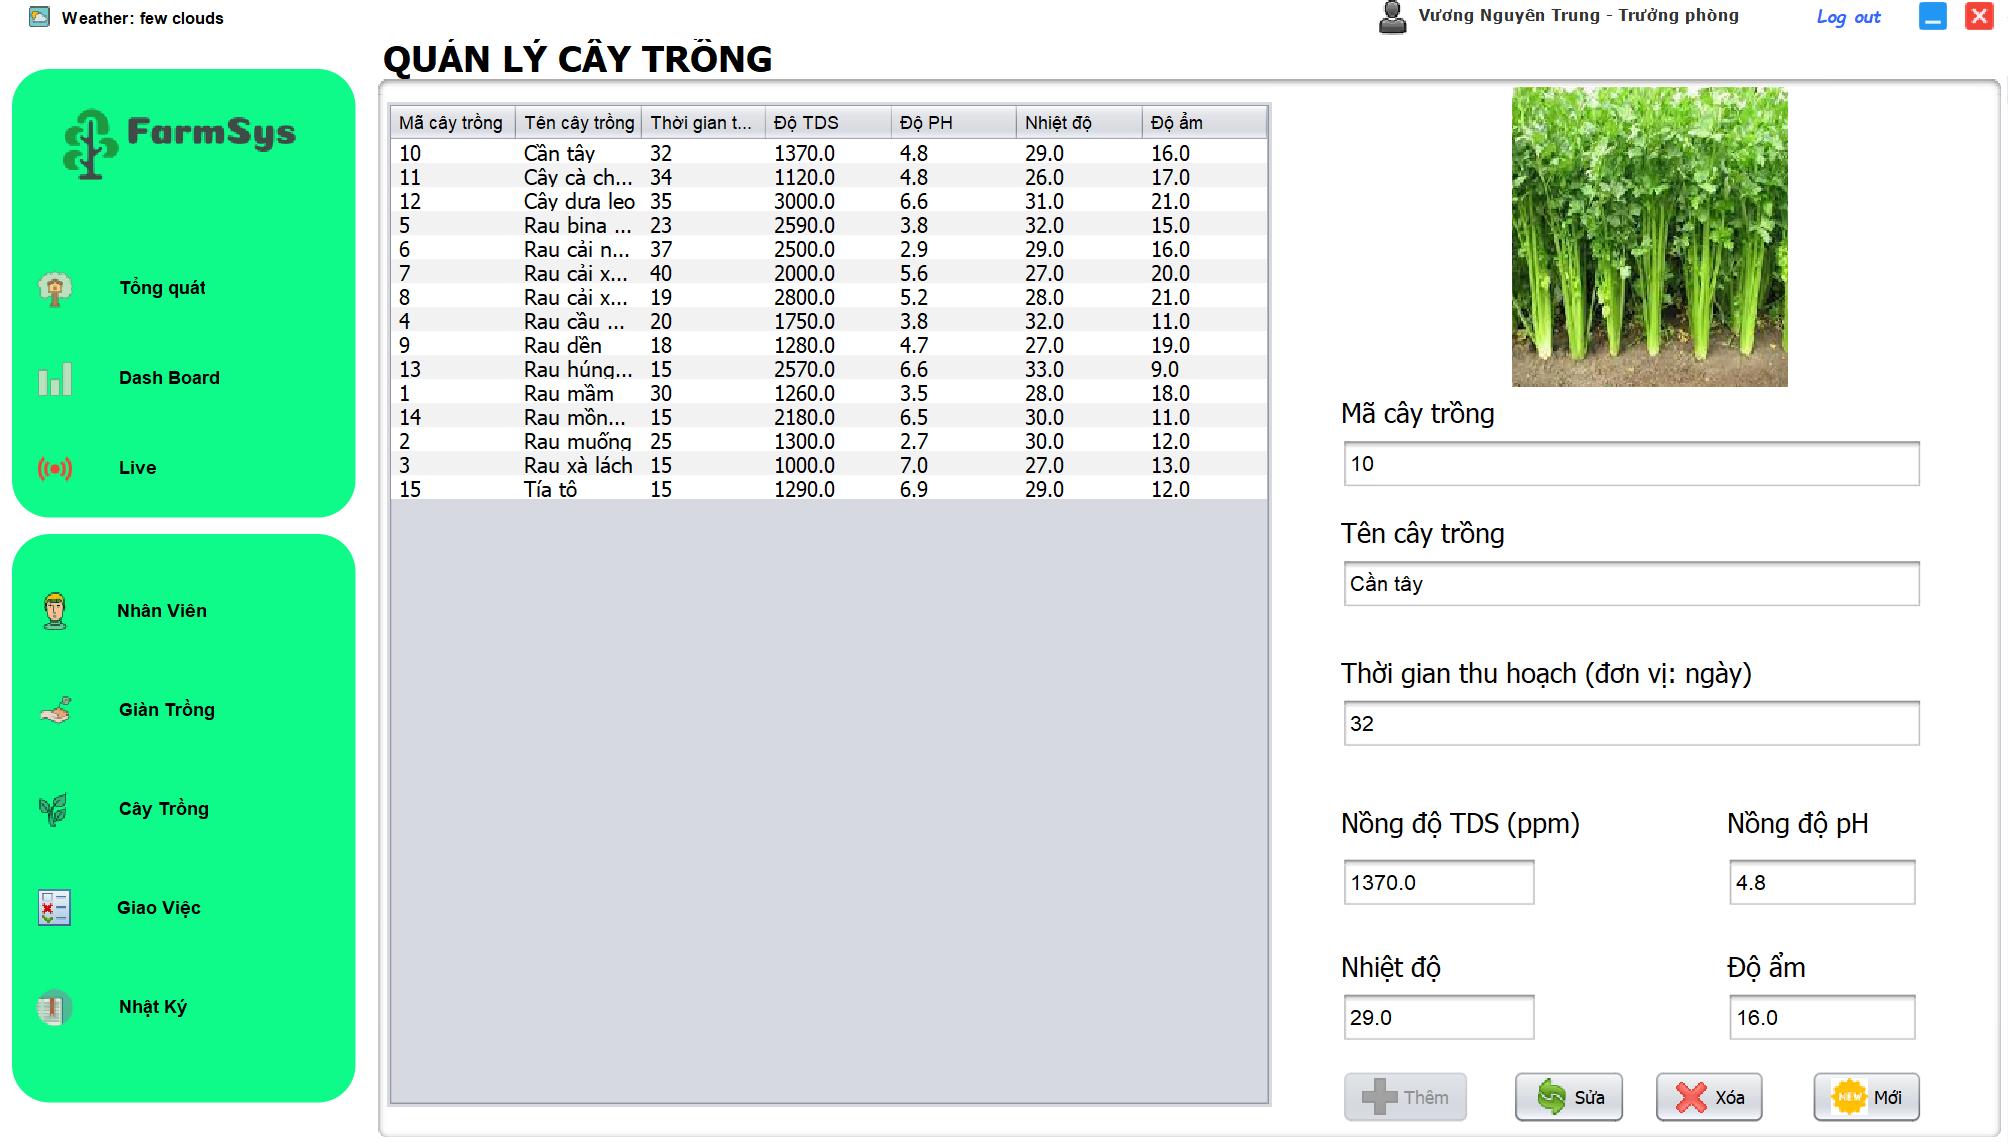 Weather: few clouds
Vương Nguyên Trung - Trưởng phòng
Log out
QUẢN LÝ CÂY TRỒNG
FarmSys
Tổng quát
Dash Board
Live
Nhân Viên
Giàn Trồng
Cây Trồng
Giao Việc
Nhật Ký
Mã cây trồng Tên cây trồng Thời gian t... Độ TDS Độ PH Nhiệt độ Độ ẩm
10 Cần tây 32 1370.0 4.8 29.0 16.0
11 Cây cà ch... 34 1120.0 4.8 26.0 17.0
12 Cây dưa leo 35 3000.0 6.6 31.0 21.0
5 Rau bina ... 23 2590.0 3.8 32.0 15.0
6 Rau cải n... 37 2500.0 2.9 29.0 16.0
7 Rau cải x... 40 2000.0 5.6 27.0 20.0
8 Rau cải x... 19 2800.0 5.2 28.0 21.0
4 Rau cầu ... 20 1750.0 3.8 32.0 11.0
9 Rau dền 18 1280.0 4.7 27.0 19.0
13 Rau húng... 15 2570.0 6.6 33.0 9.0
1 Rau mầm 30 1260.0 3.5 28.0 18.0
14 Rau mồn... 15 2180.0 6.5 30.0 11.0
2 Rau muống 25 1300.0 2.7 30.0 12.0
3 Rau xà lách 15 1000.0 7.0 27.0 13.0
15 Tía tô 15 1290.0 6.9 29.0 12.0
Mã cây trồng
10
Tên cây trồng
Cần tây
Thời gian thu hoạch (đơn vị: ngày)
32
Nồng độ TDS (ppm) Nồng độ pH
1370.0 4.8
Nhiệt độ Độ ẩm
29.0 16.0
Thêm Sửa Xóa NEW Mới